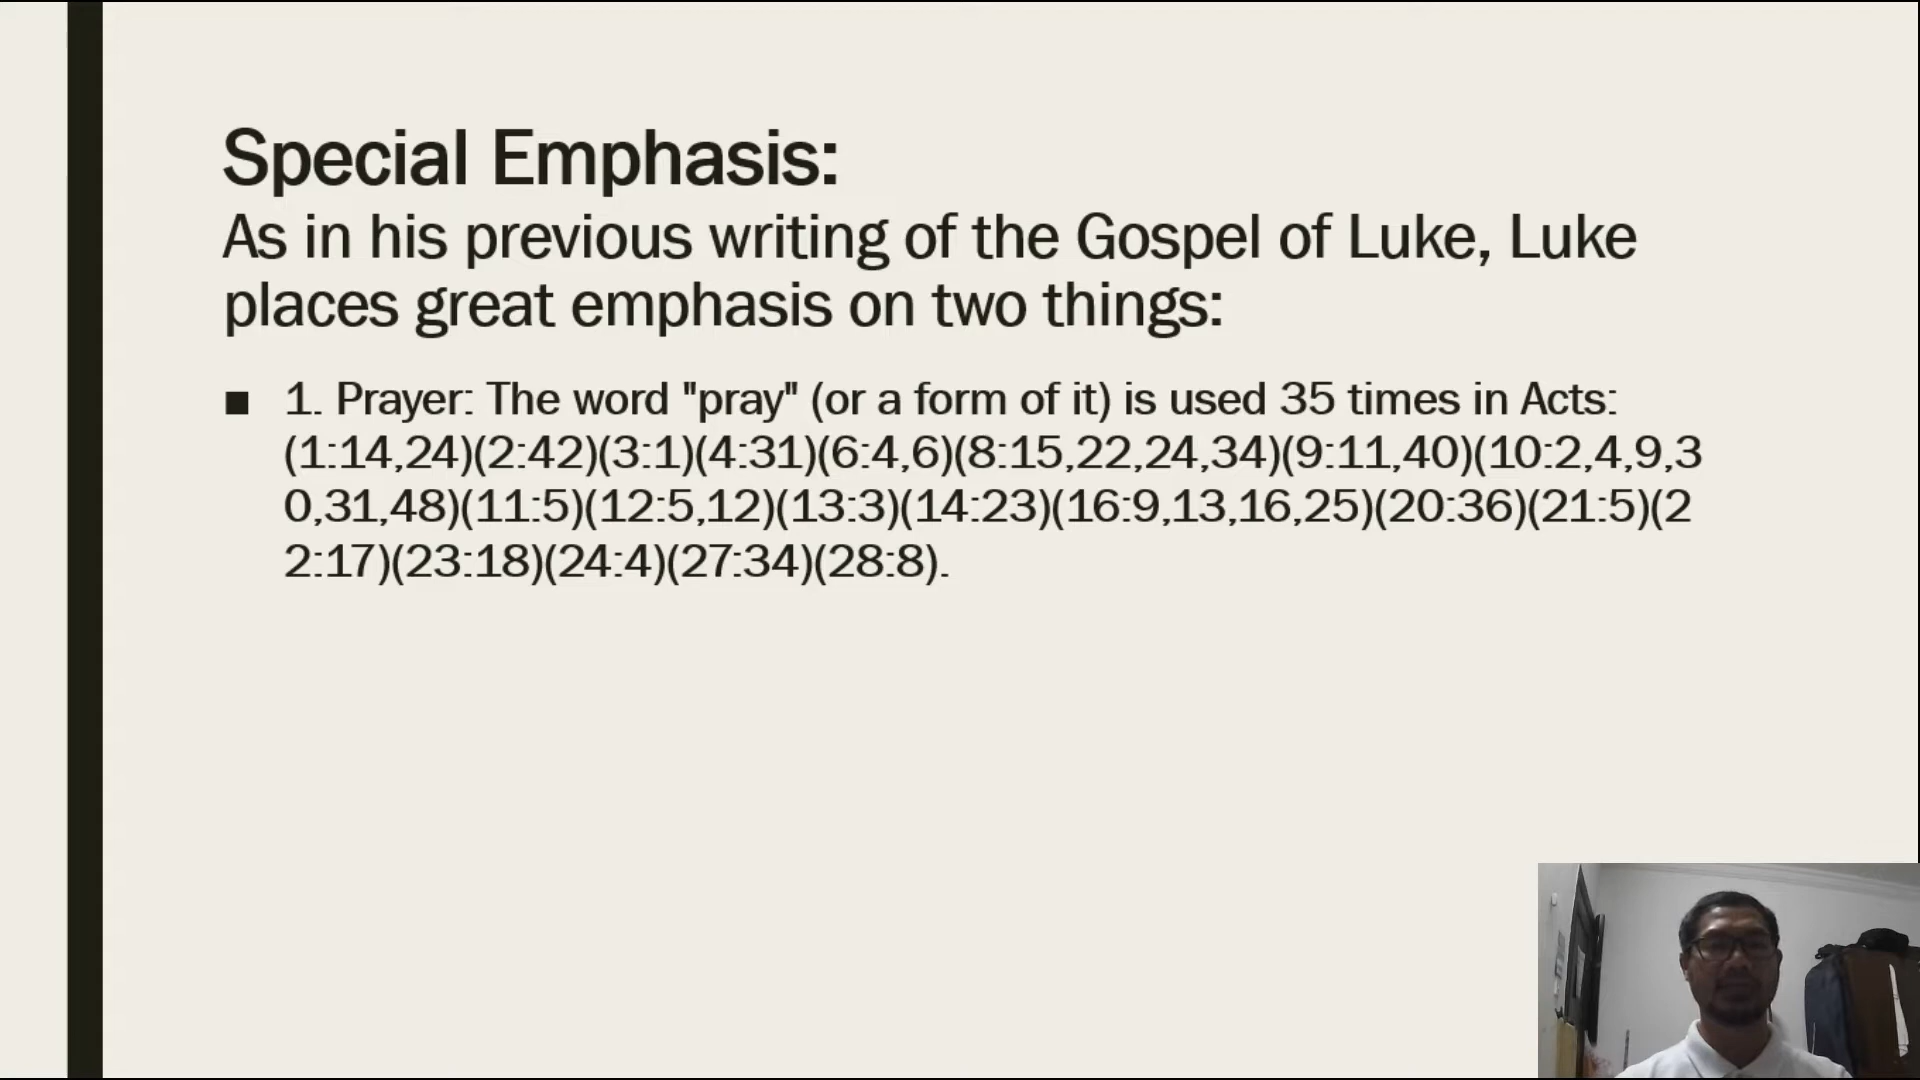 Special Emphasis:
As in his previous writing of the Gospel of Luke, Luke
places great emphasis on two things:
■ 1. Prayer: The word "pray" (or a form of it) is used 35 times in Acts:
(1:14,24)(2:42)(3:1)(4:31)(6:4,6)(8:15,22,24,34)(9:11,40)(10:2,4,9,3
0,31,48)(11:5)(12:5,12)(13:3)(14:23)(16:9,13,16,25)(20:36)(21:5)(2
2:17)(23:18)(24:4)(27:34)(28:8).